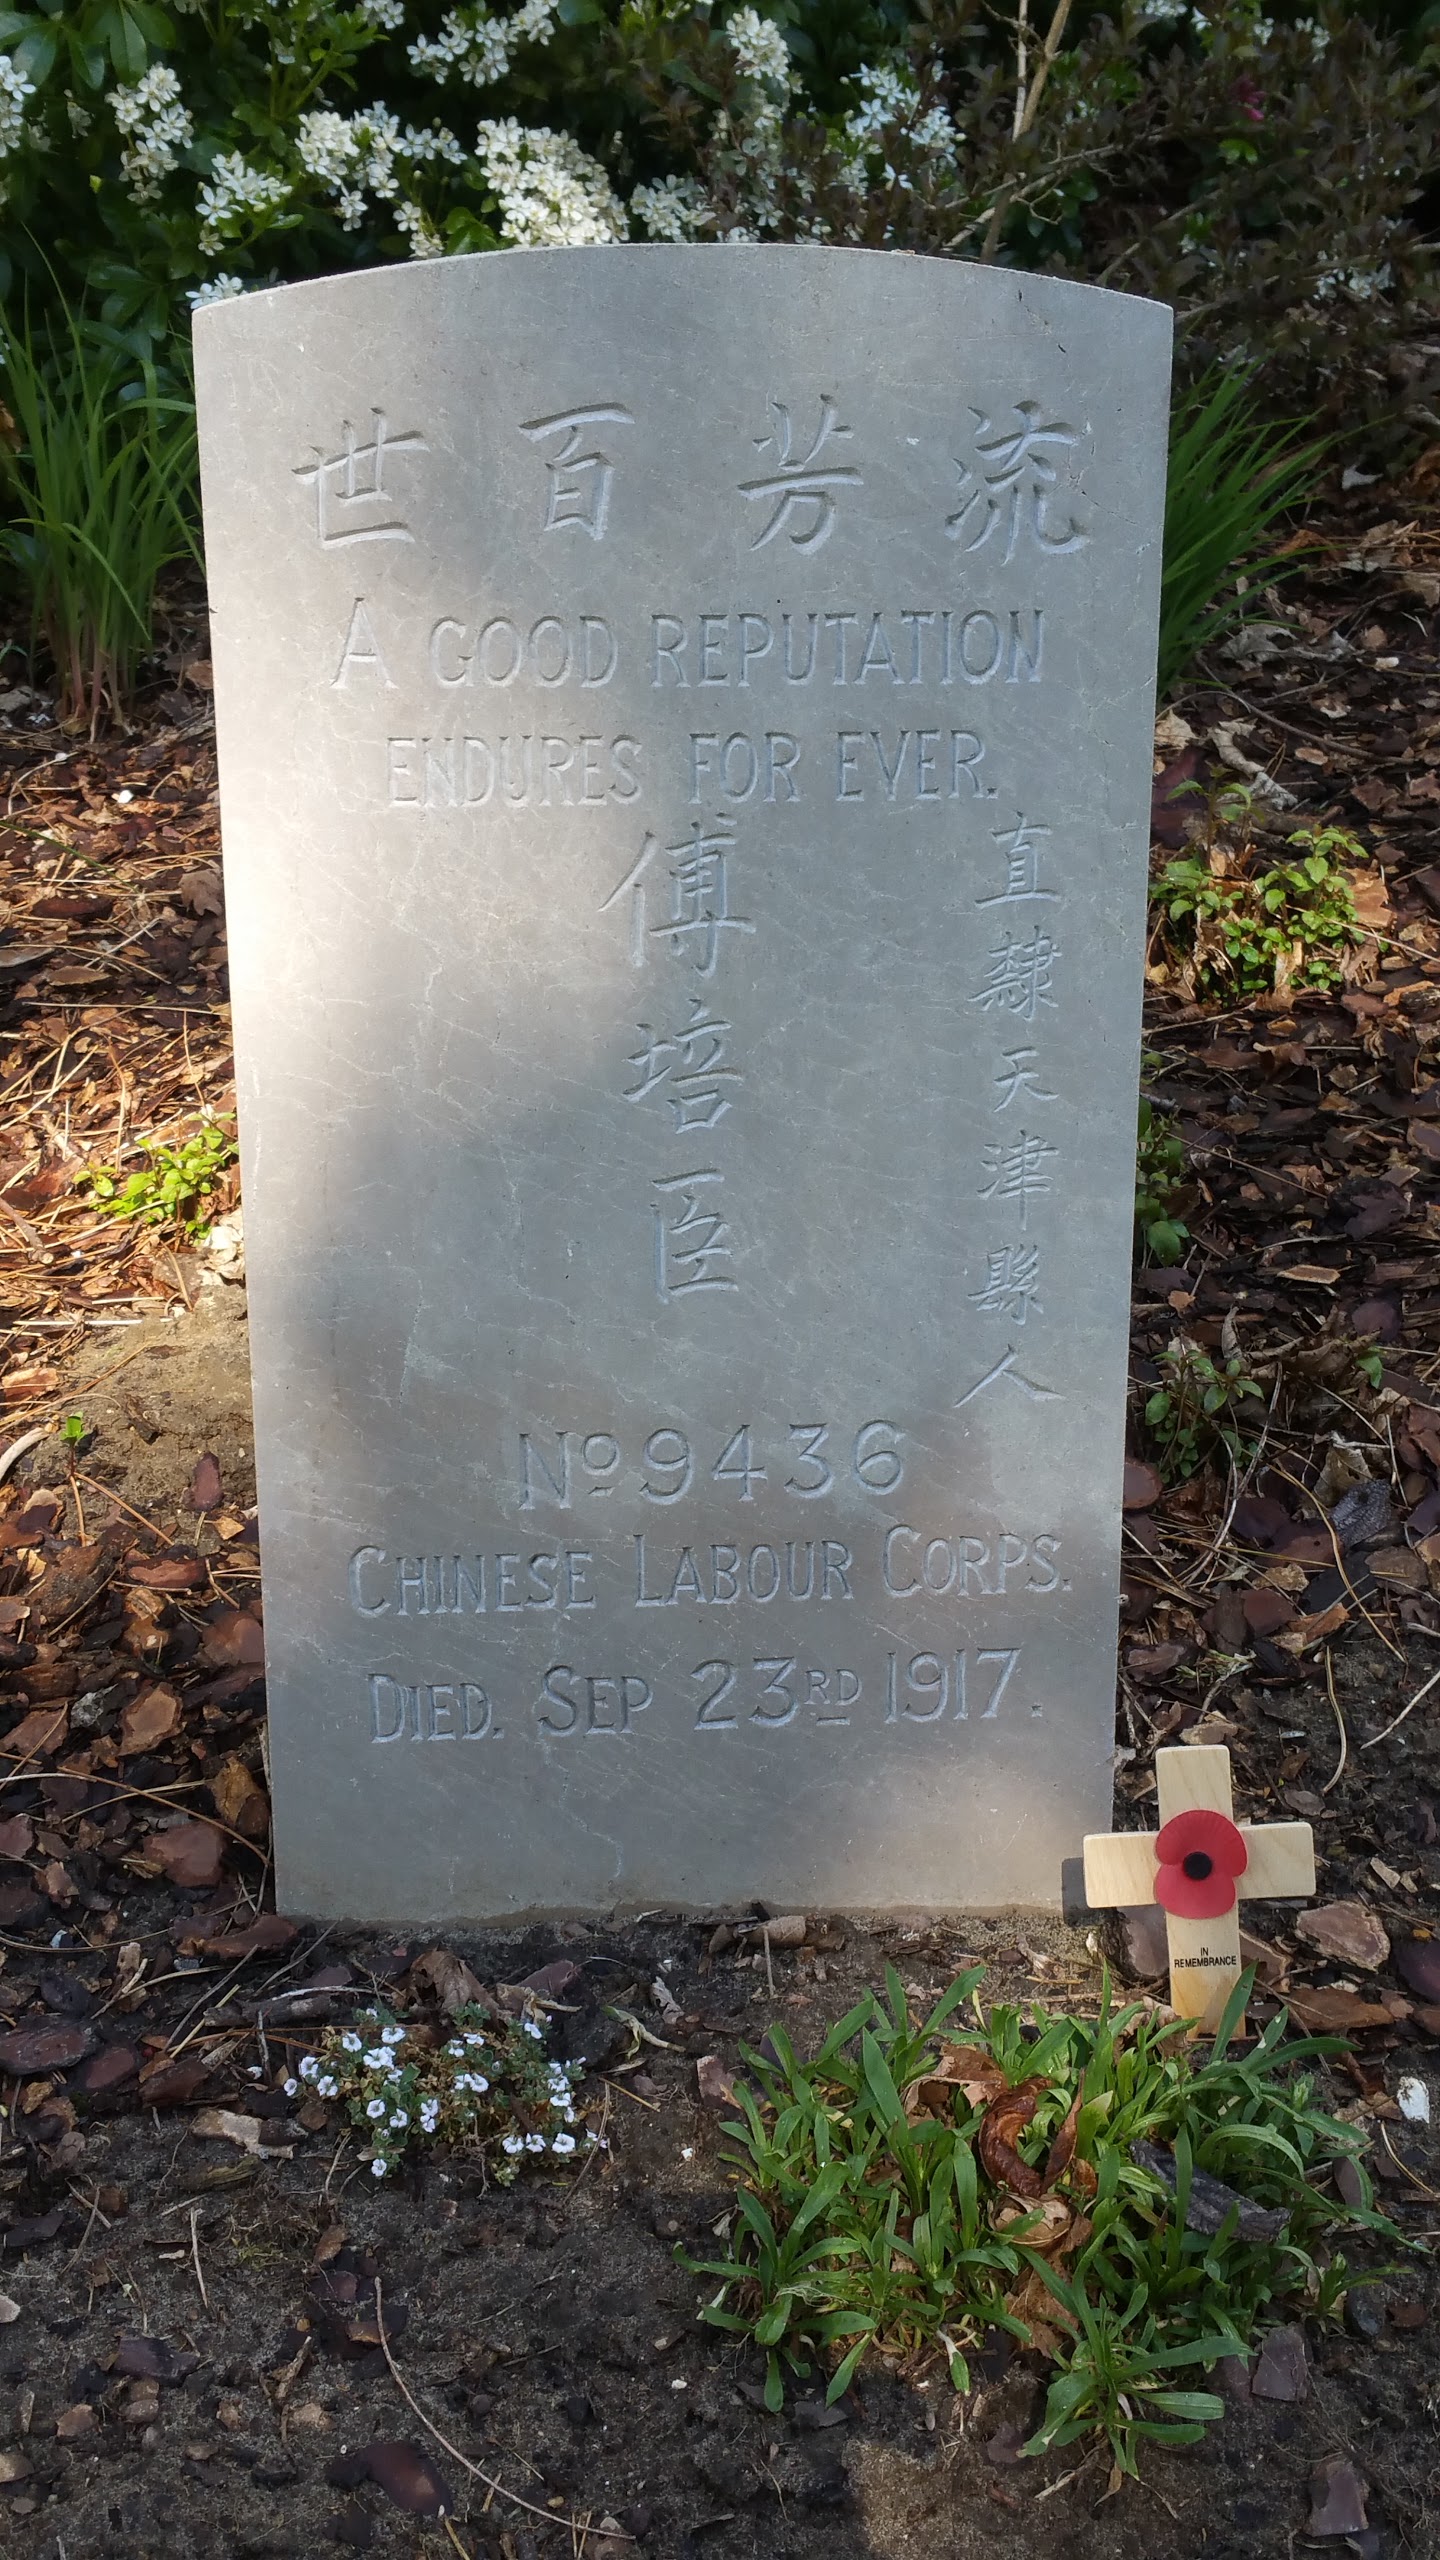 流芳百世
A GOOD REPUTATION
ENDURES FOR EVER.
直隸天津縣人
傅培臣
No 9436
CHINESE LABOUR CORPS.
DIED. SEP 23RD 1917.
IN
REMEMBRANCE